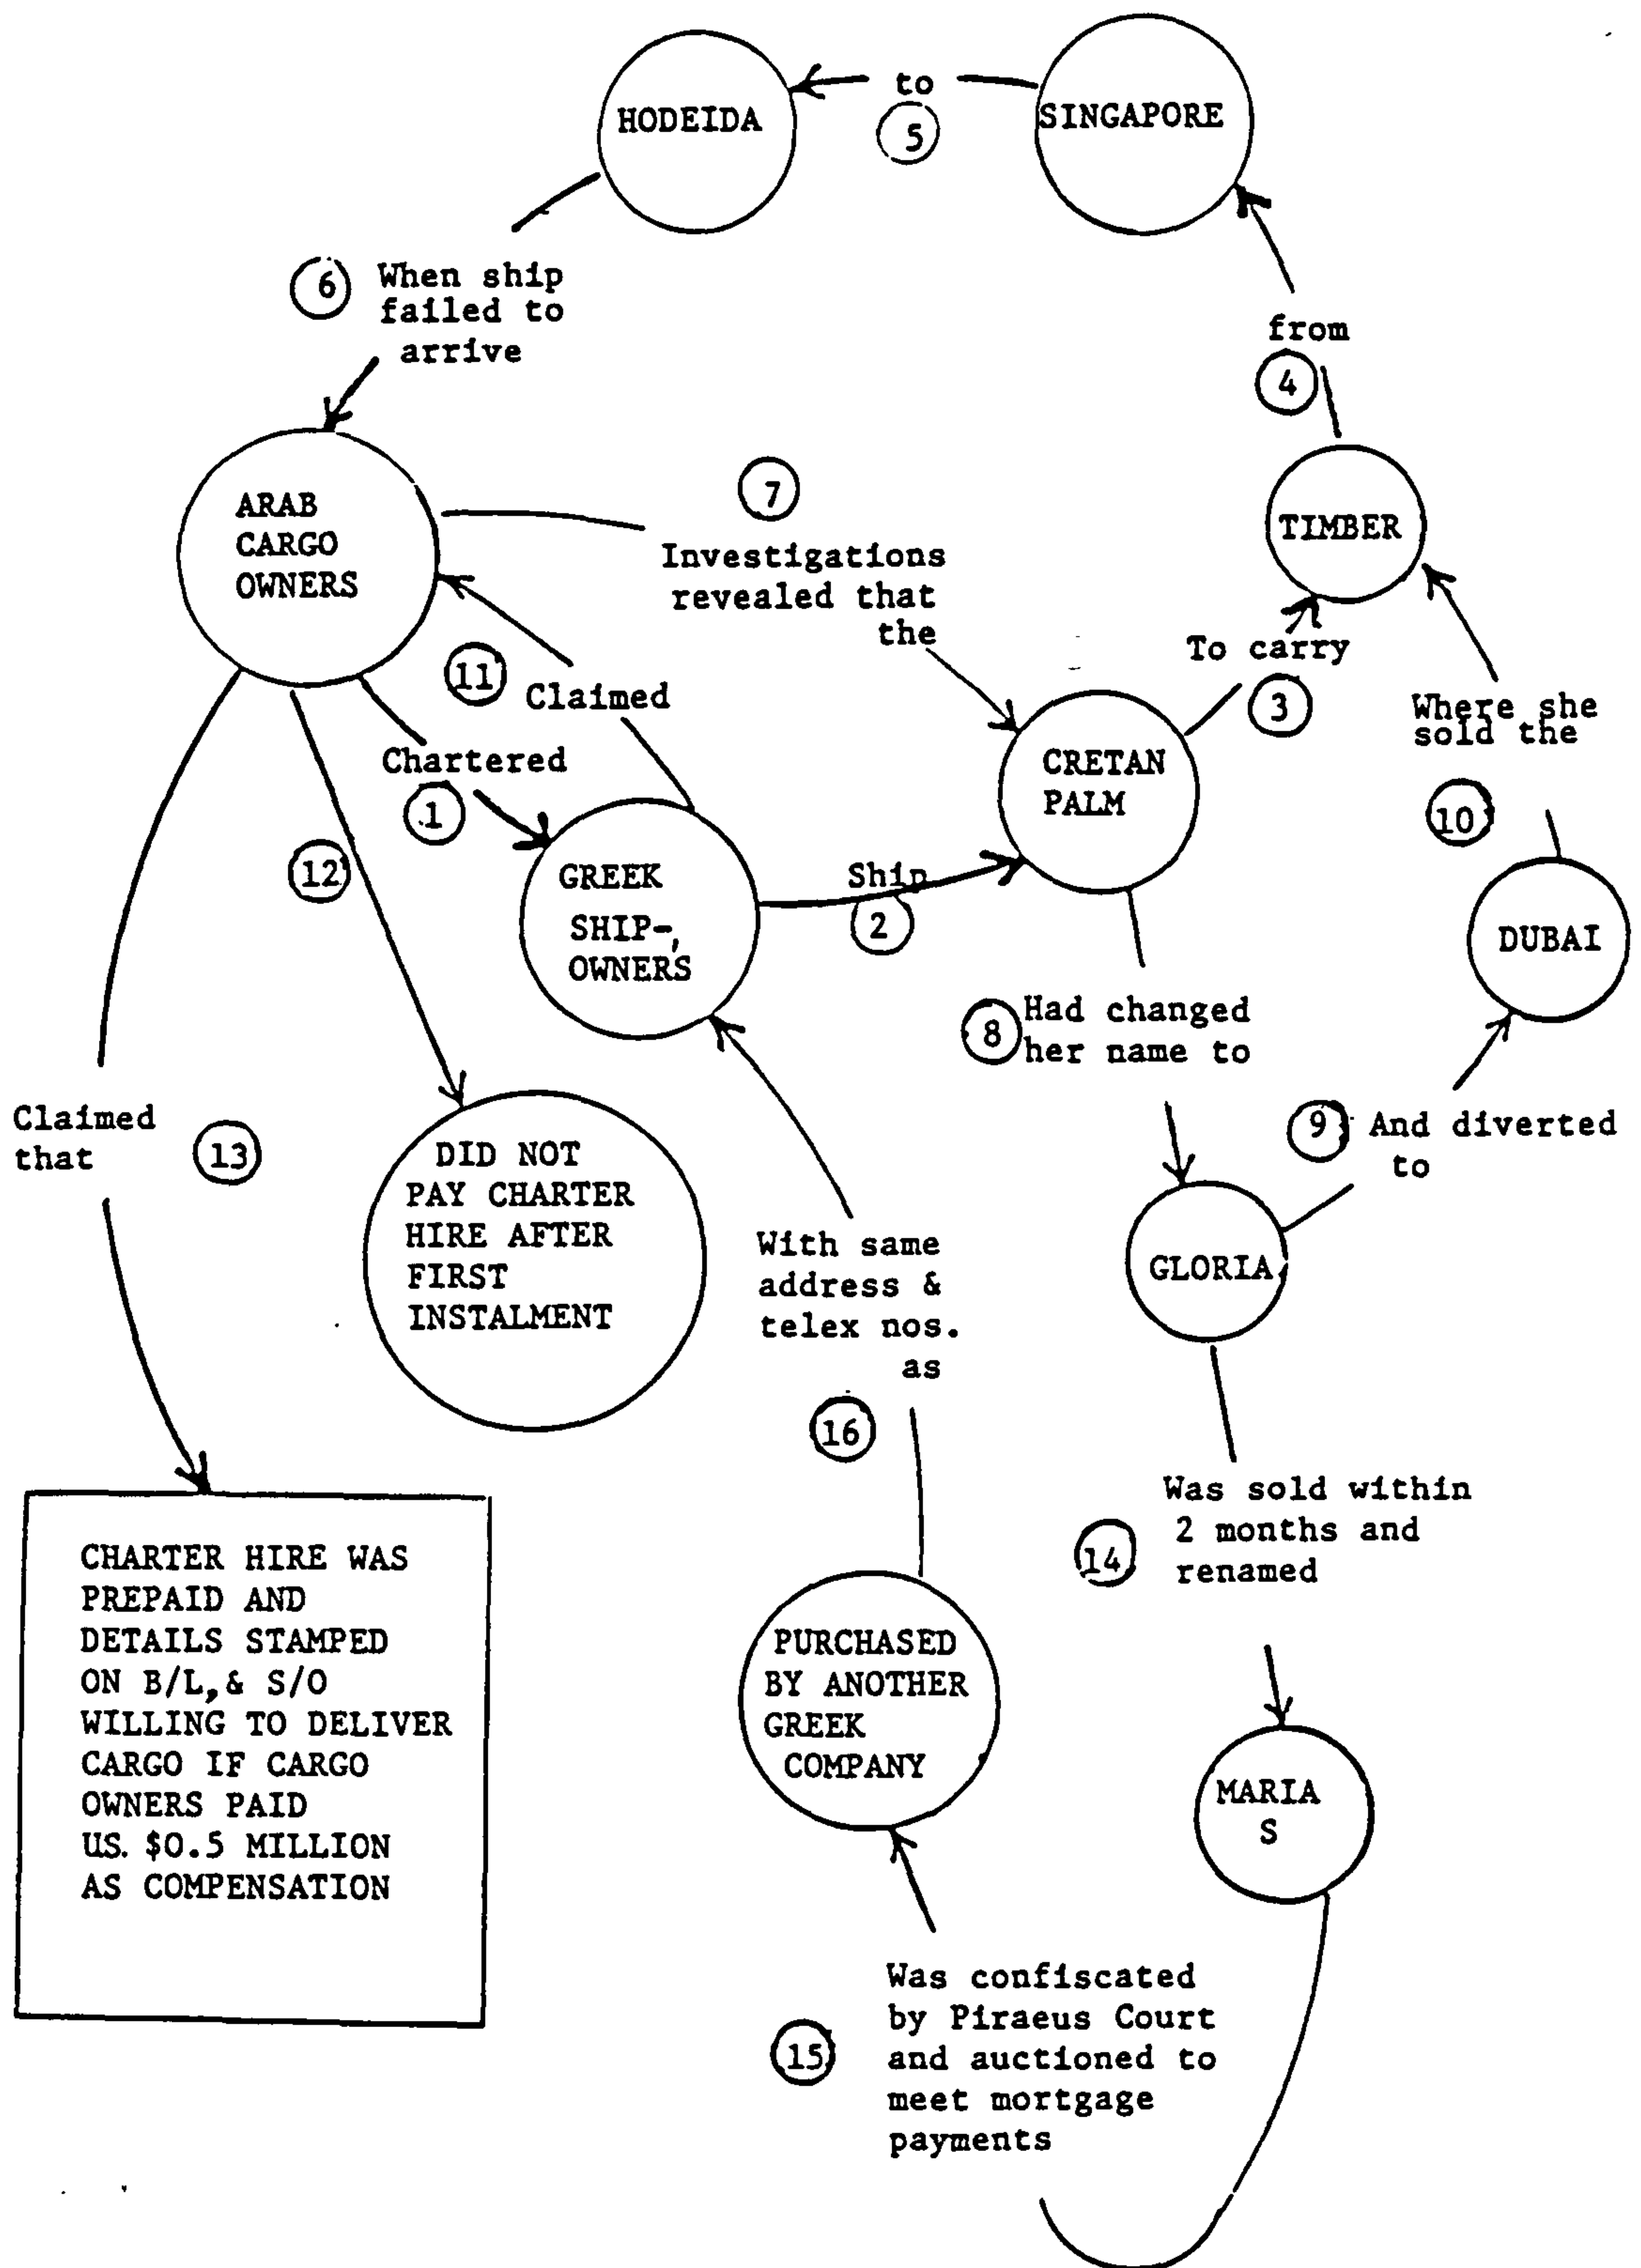 HODEIDA
to
5
SINGAPORE
6
When ship
failed to
arrive
from
4
ARAB
CARGO
OWNERS
7
Investigations
revealed that
the
TIMBER
11
Claimed
To carry
3
Where she
sold the
10
Chartered
1
CRETAN
PALM
12
GREEK
SHIP-,
OWNERS
Ship
2
DUBAI
8
Had changed
her name to
Claimed
that
13
9
And diverted
to
DID NOT
PAY CHARTER
HIRE AFTER
FIRST
INSTALMENT
With same
address &
telex nos.
as
16
GLORIA
CHARTER HIRE WAS
PREPAID AND
DETAILS STAMPED
ON B/L,& S/O
WILLING TO DELIVER
CARGO IF CARGO
OWNERS PAID
US. $0.5 MILLION
AS COMPENSATION
14
Was sold within
2 months and
renamed
PURCHASED
BY ANOTHER
GREEK
COMPANY
MARIA
S
15
Was confiscated
by Piraeus Court
and auctioned to
meet mortgage
payments